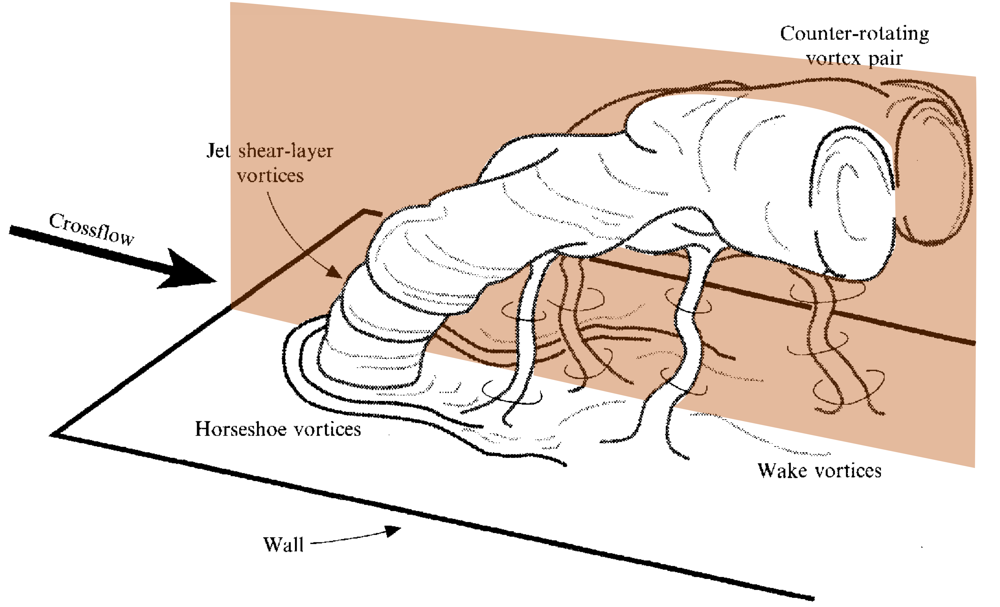 Counter-rotating
vortex pair
Jet shear-layer
vortices
Crossflow
Horseshoe vortices
Wake vortices
Wall